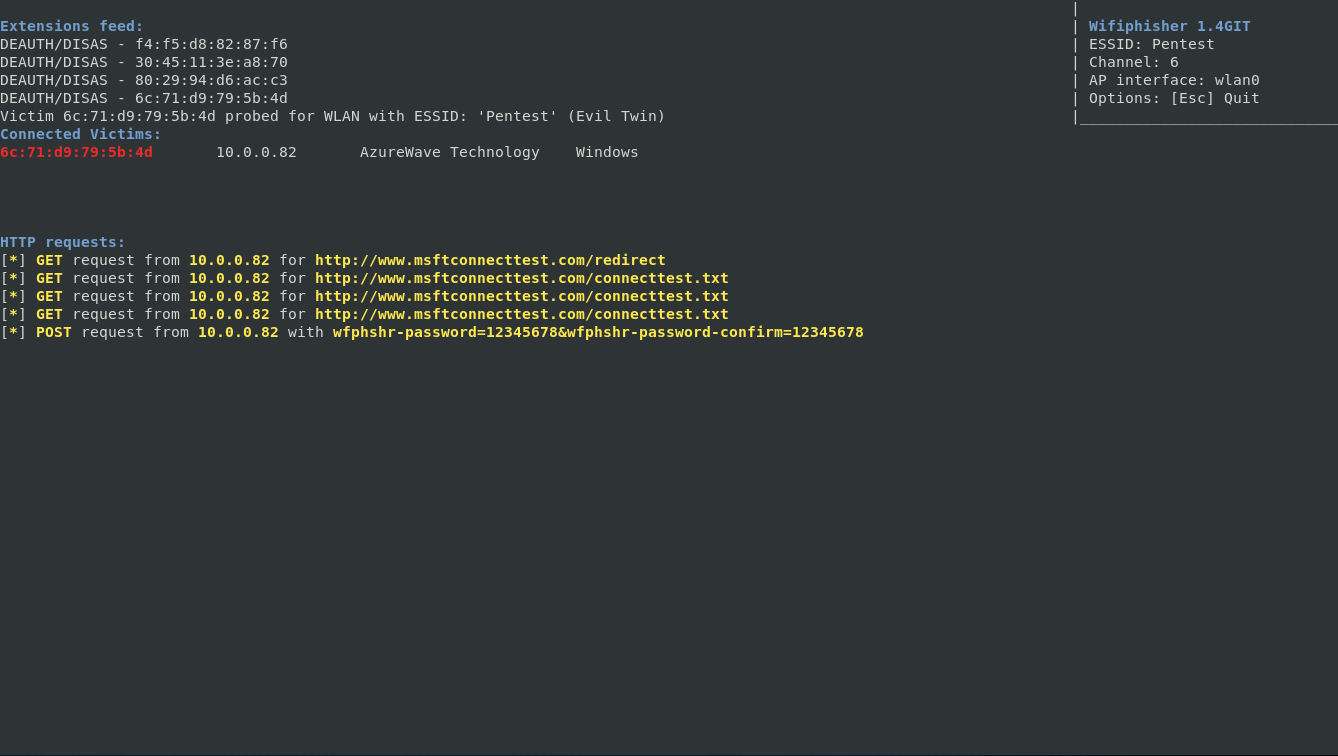 Extensions feed:
DEAUTH/DISAS - f4:f5:d8:82:87:f6
DEAUTH/DISAS - 30:45:11:3e:a8:70
DEAUTH/DISAS - 80:29:94:d6:ac:c3
DEAUTH/DISAS - 6c:71:d9:79:5b:4d
Victim 6c:71:d9:79:5b:4d probed for WLAN with ESSID: 'Pentest' (Evil Twin)
Connected Victims:
6c:71:d9:79:5b:4d       10.0.0.82       AzureWave Technology    Windows
HTTP requests:
[*] GET request from 10.0.0.82 for http://www.msftconnecttest.com/redirect
[*] GET request from 10.0.0.82 for http://www.msftconnecttest.com/connecttest.txt
[*] GET request from 10.0.0.82 for http://www.msftconnecttest.com/connecttest.txt
[*] GET request from 10.0.0.82 for http://www.msftconnecttest.com/connecttest.txt
[*] POST request from 10.0.0.82 with wfphshr-password=12345678&wfphshr-password-confirm=12345678
|
| Wifiphisher 1.4GIT
| ESSID: Pentest
| Channel: 6
| AP interface: wlan0
| Options: [Esc] Quit
|_____________________________